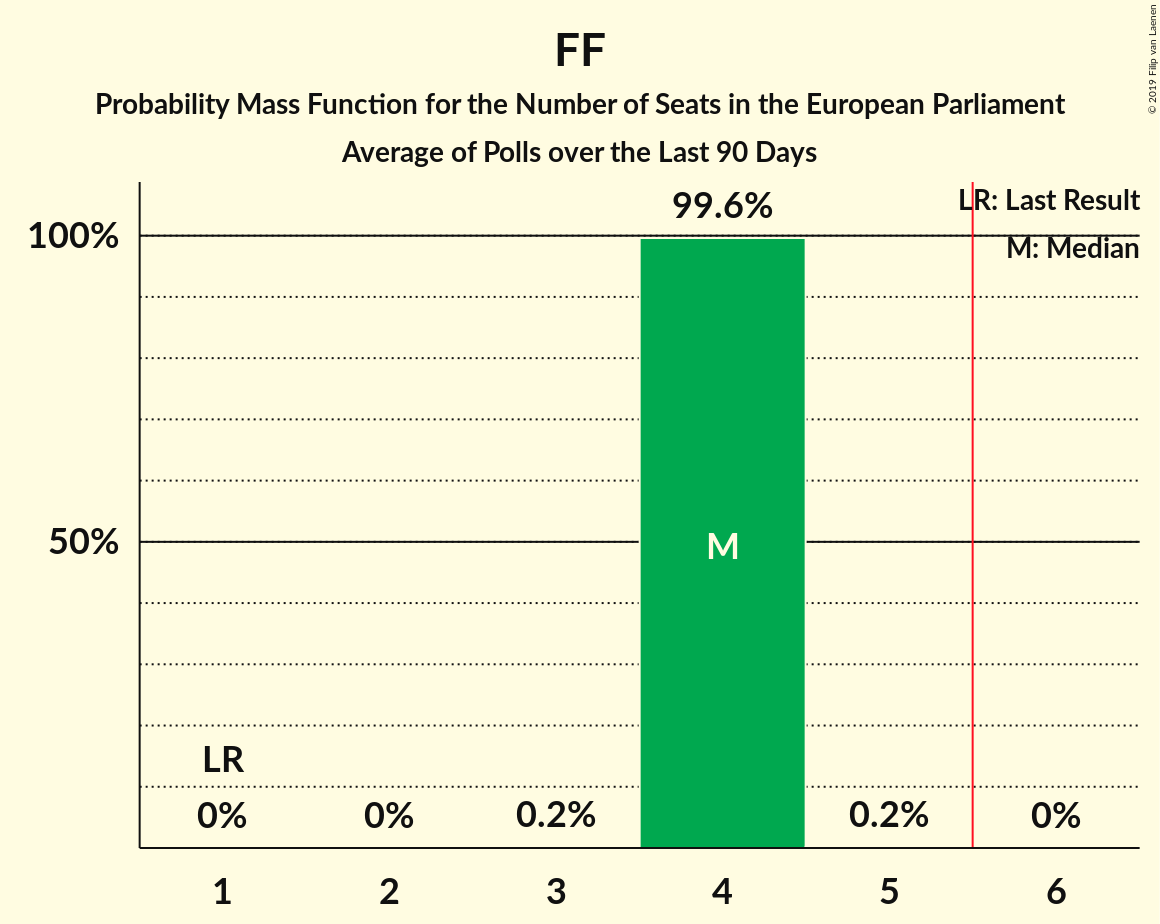 FF
Probability Mass Function for the Number of Seats in the European Parliament
Average of Polls over the Last 90 Days
© 2019 Filip van Laenen
99.6%
LR: Last Result
100%
M: Median
50%
M
LR
0%
0%
0.2%
0.2%
0%
1
2
3
4
5
6